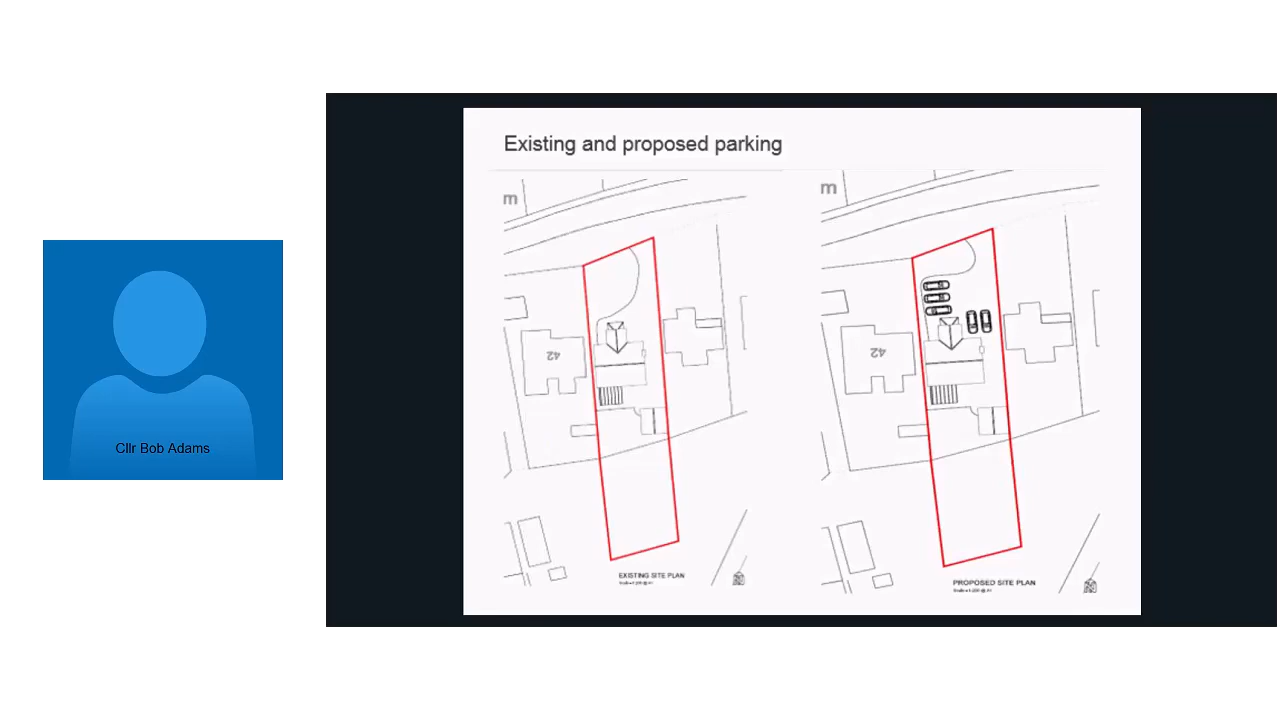 Existing and proposed parking
m
m
42
42
Cllr Bob Adams
EXISTING SITE PLAN
PROPOSED SITE PLAN